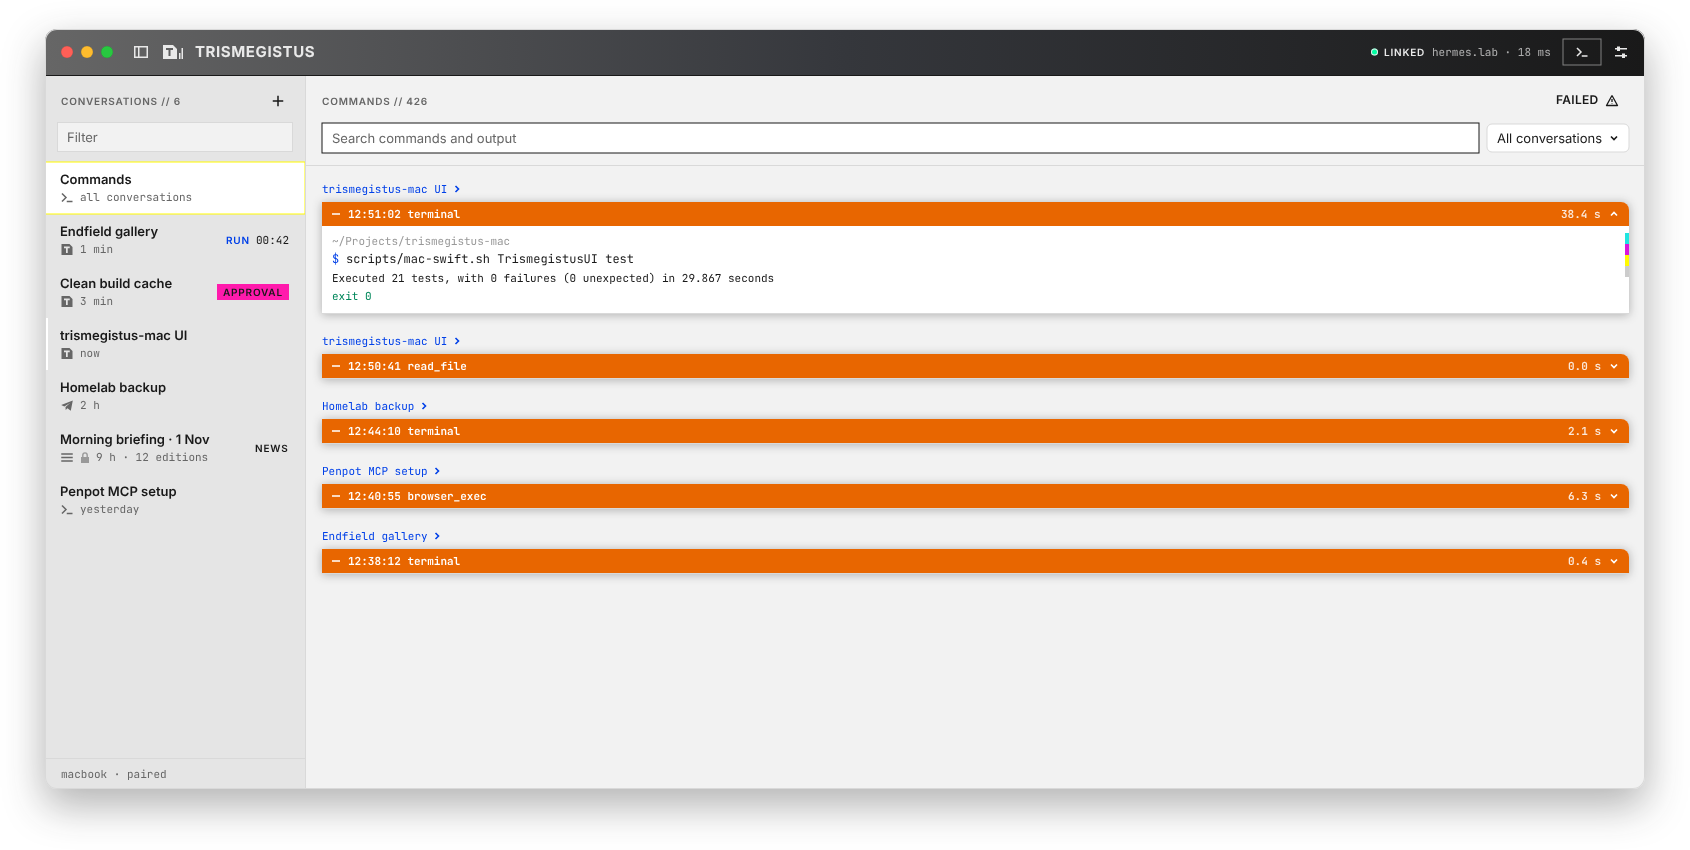 TRISMEGISTUS
LINKED hermes.lab · 18 ms
CONVERSATIONS // 6
Filter
Commands
all conversations
Endfield gallery
1 min
RUN 00:42
Clean build cache
3 min
APPROVAL
trismegistus-mac UI
now
Homelab backup
2 h
Morning briefing · 1 Nov
9 h · 12 editions
NEWS
Penpot MCP setup
yesterday
macbook · paired
COMMANDS // 426
FAILED
Search commands and output
All conversations
trismegistus-mac UI
12:51:02 terminal 38.4 s
~/Projects/trismegistus-mac
$ scripts/mac-swift.sh TrismegistusUI test
Executed 21 tests, with 0 failures (0 unexpected) in 29.867 seconds
exit 0
trismegistus-mac UI
12:50:41 read_file 0.0 s
Homelab backup
12:44:10 terminal 2.1 s
Penpot MCP setup
12:40:55 browser_exec 6.3 s
Endfield gallery
12:38:12 terminal 0.4 s